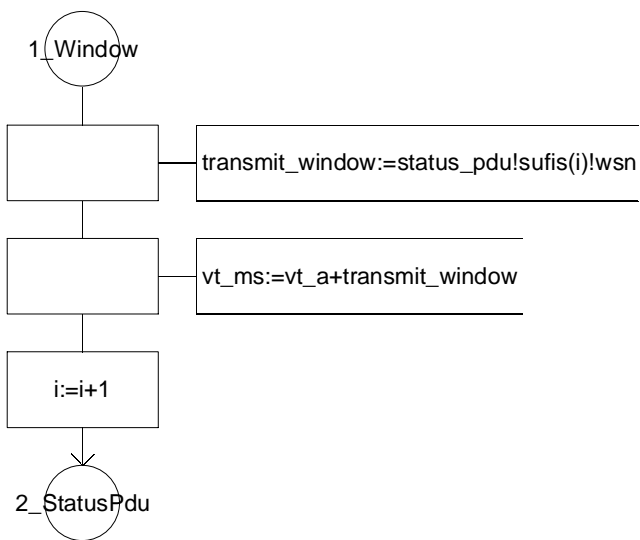 1_Window
transmit_window:=status_pdu!sufis(i)!wsn
vt_ms:=vt_a+transmit_window
i:=i+1
2_StatusPdu